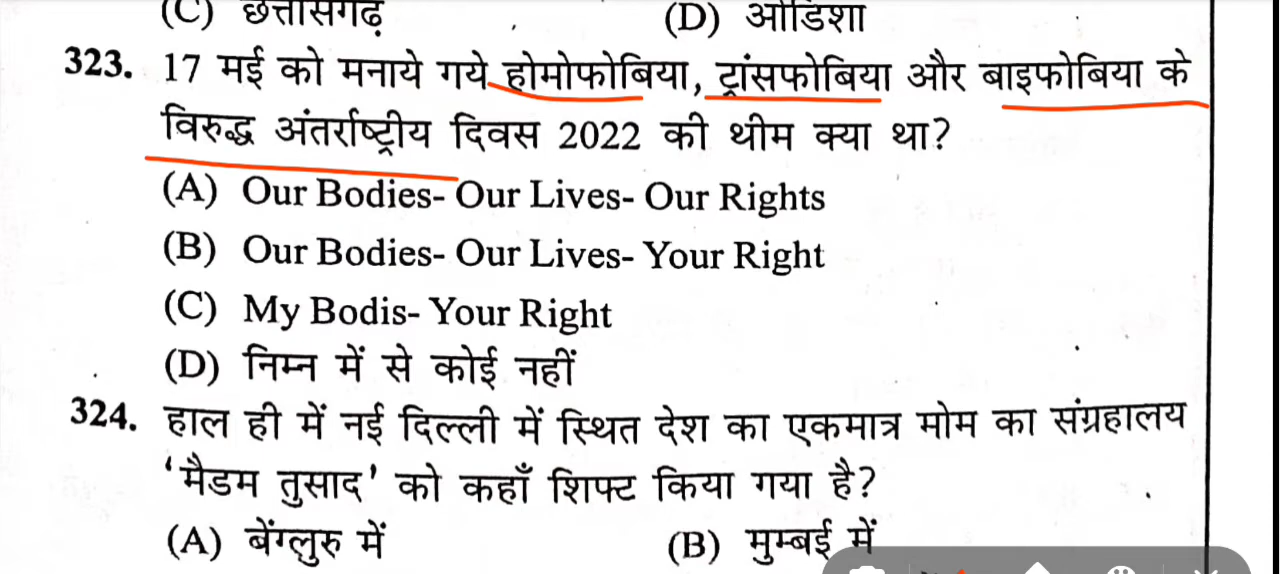 (C) छत्तीसगढ़ (D) ओडिशा
323. 17 मई को मनाये गये होमोफोबिया, ट्रांसफोबिया और बाइफोबिया के
विरुद्ध अंतर्राष्ट्रीय दिवस 2022 की थीम क्या था?
(A) Our Bodies- Our Lives- Our Rights
(B) Our Bodies- Our Lives- Your Right
(C) My Bodis- Your Right
(D) निम्न में से कोई नहीं
324. हाल ही में नई दिल्ली में स्थित देश का एकमात्र मोम का संग्रहालय
‘मैडम तुसाद’ को कहाँ शिफ्ट किया गया है?
(A) बेंग्लुरु में (B) मुम्बई में